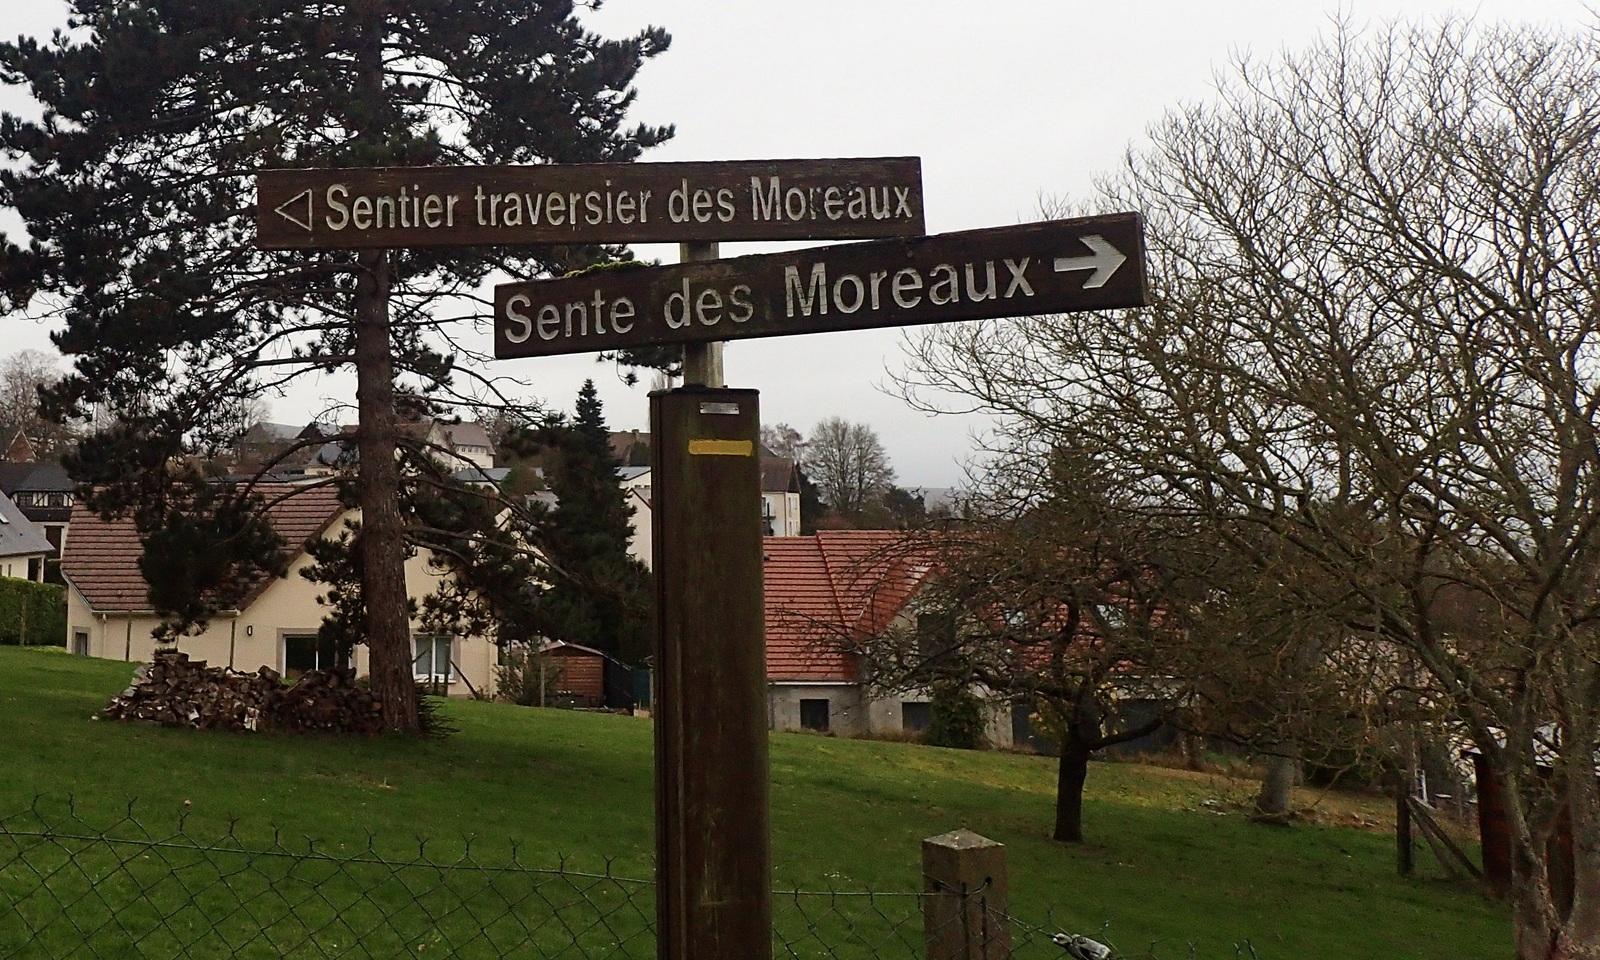 Sentier traversier des Moreaux
Sente des Moreaux